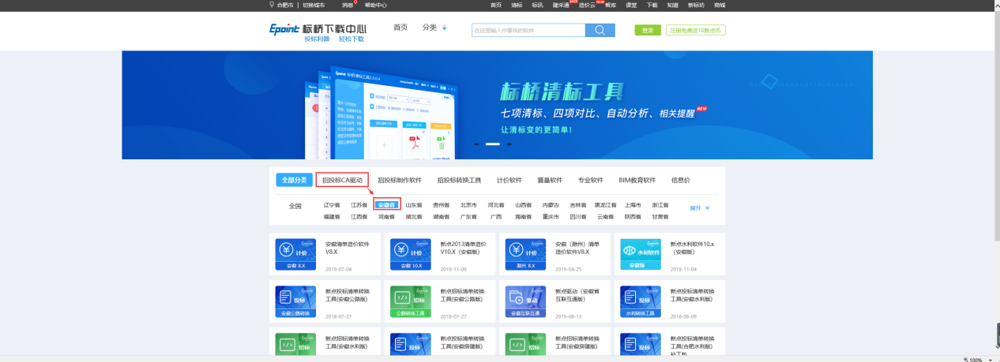 合肥市 | 切换城市 消息 0 帮助中心 首页 清标 标讯 建采通 HOT 造价云 NEW 智库 课堂 下载 知道 新标坊 商城
Epoint 标桥下载中心 首页 分类 在这里输入你要找的软件 登录 注册免费送10新点币
投标利器 轻松下载
标桥清标工具
七项清标、四项对比、自动分析、相关提醒 NEW
让清标变的更简单!
全部分类 招投标CA驱动 招投标制作软件 招投标转换工具 计价软件 算量软件 专业软件 BIM教育软件 信息价
全国 辽宁省 江苏省 安徽省 山东省 贵州省 北京市 河北省 山西省 内蒙古 吉林省 黑龙江省 上海市 浙江省 展开
福建省 江西省 河南省 湖北省 湖南省 广东省 广西 海南省 重庆市 四川省 云南省 陕西省 甘肃省
计价 安徽 8.X 安徽清单造价软件
V8.X
2019-07-04
计价 安徽 10.X 新点2013清单造价
V10.X（安徽版）
2019-11-06
计价 滁州 8.X 安徽（滁州）清单
造价软件V8.X
2019-04-25
水利软件 安徽版 新点水利软件10.x
（安徽版）
2019-11-04
投标 安徽公路转换 新点投标清单转换
工具(安徽公路版)
2018-07-27
招标 公路转换工具 新点招标清单转换
工具(安徽公路版)
2018-07-27
驱动 安徽互联互通 新点驱动（安徽省
互联互通版)
2019-08-13
投标 水利转换工具 新点投标清单转换
工具(安徽水利版)
2018-06-09
招标 新点招标清单转换
工具(安徽水利版)
投标 新点投标清单转换
工具(安徽房建版)
招标 新点招标清单转换
工具(安徽房建版)
投标 新点投标清单转换
工具(合肥水利版)
补丁包
100%